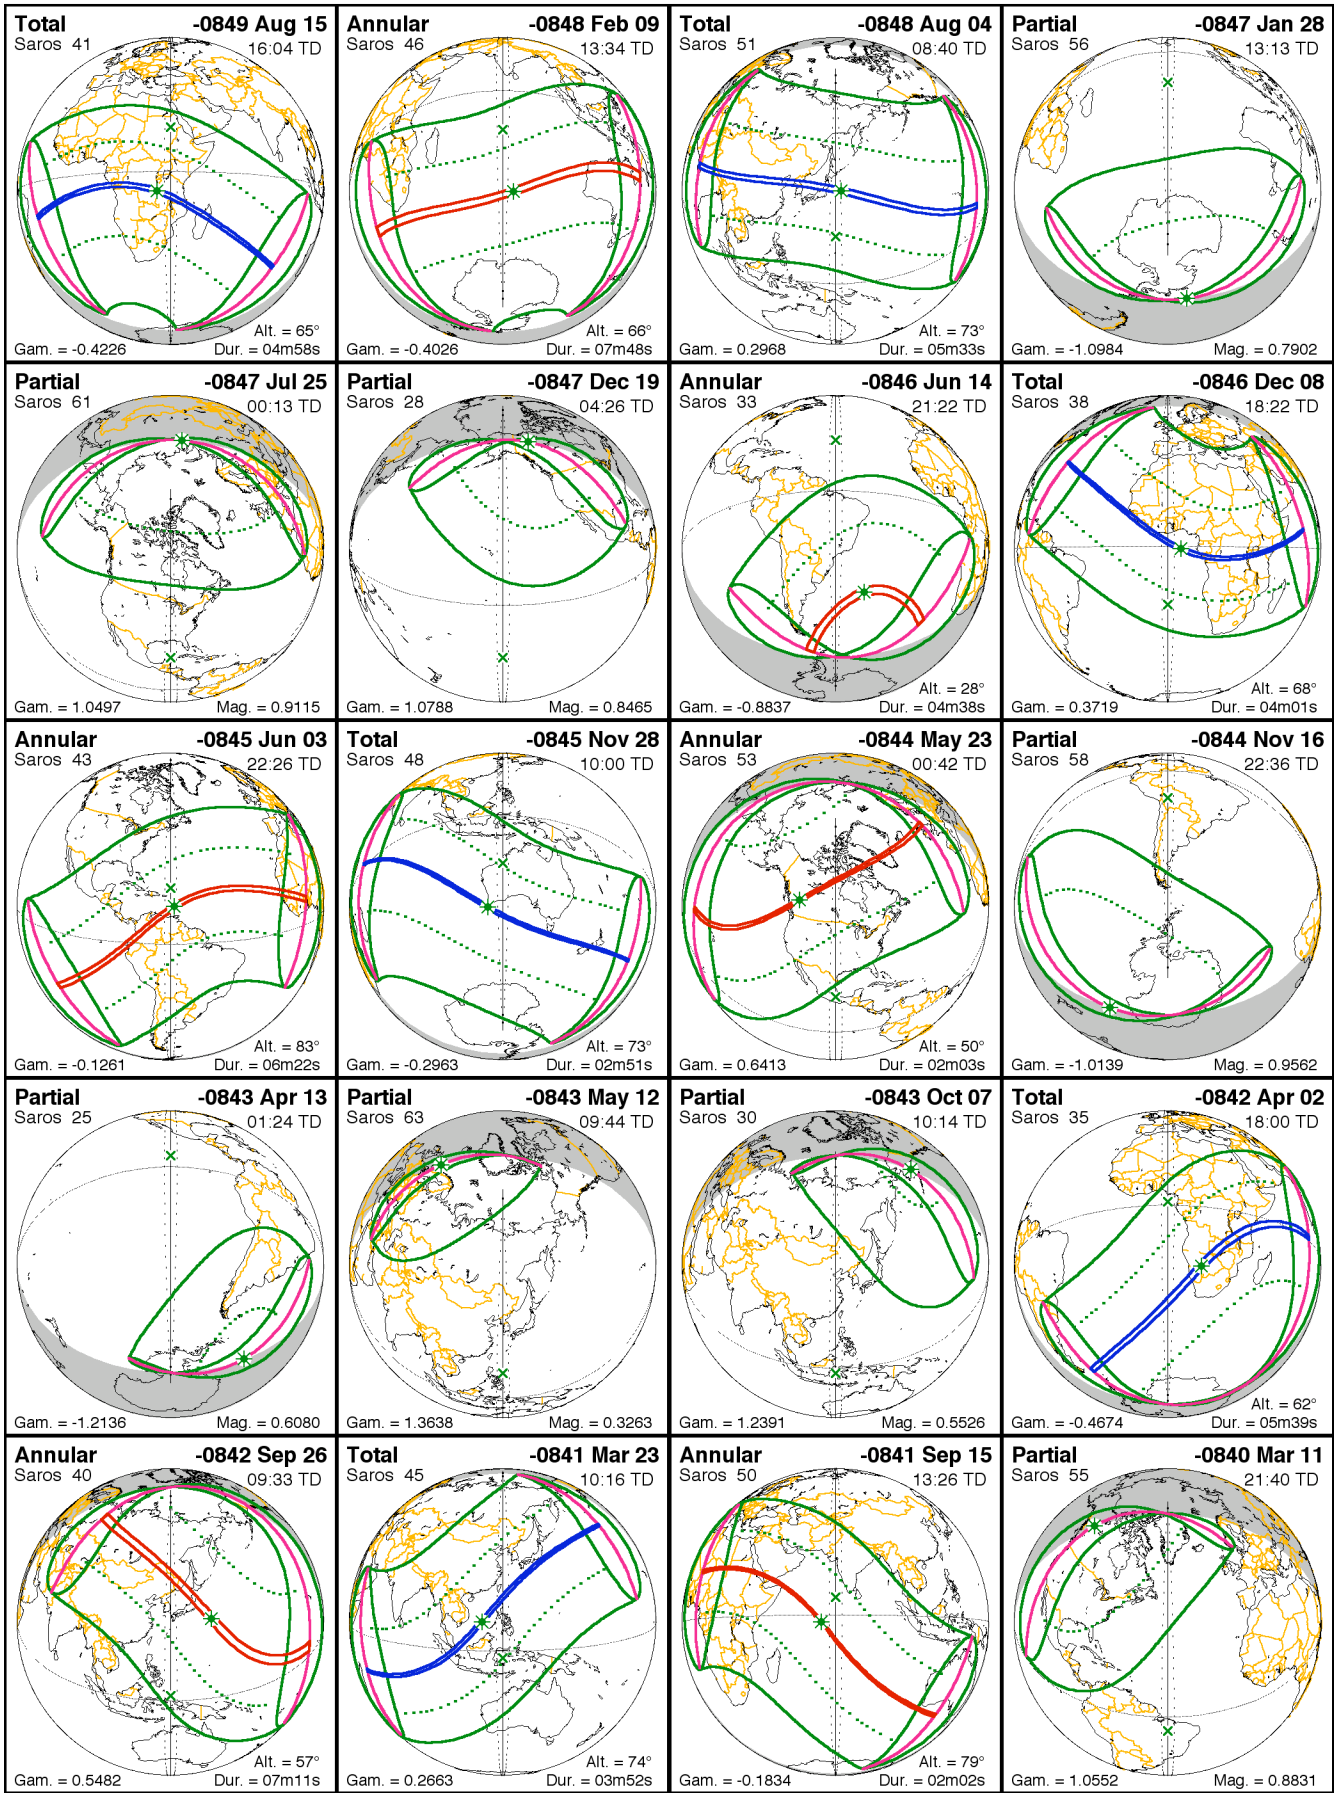 Total -0849 Aug 15
Saros 41 16:04 TD
Alt. = 65°
Gam. = -0.4226 Dur. = 04m58s
Annular -0848 Feb 09
Saros 46 13:34 TD
Alt. = 66°
Gam. = -0.4026 Dur. = 07m48s
Total -0848 Aug 04
Saros 51 08:40 TD
Alt. = 73°
Gam. = 0.2968 Dur. = 05m33s
Partial -0847 Jan 28
Saros 56 13:13 TD
Gam. = -1.0984 Mag. = 0.7902
Partial -0847 Jul 25
Saros 61 00:13 TD
Gam. = 1.0497 Mag. = 0.9115
Partial -0847 Dec 19
Saros 28 04:26 TD
Gam. = 1.0788 Mag. = 0.8465
Annular -0846 Jun 14
Saros 33 21:22 TD
Alt. = 28°
Gam. = -0.8837 Dur. = 04m38s
Total -0846 Dec 08
Saros 38 18:22 TD
Alt. = 68°
Gam. = 0.3719 Dur. = 04m01s
Annular -0845 Jun 03
Saros 43 22:26 TD
Alt. = 83°
Gam. = -0.1261 Dur. = 06m22s
Total -0845 Nov 28
Saros 48 10:00 TD
Alt. = 73°
Gam. = -0.2963 Dur. = 02m51s
Annular -0844 May 23
Saros 53 00:42 TD
Alt. = 50°
Gam. = 0.6413 Dur. = 02m03s
Partial -0844 Nov 16
Saros 58 22:36 TD
Gam. = -1.0139 Mag. = 0.9562
Partial -0843 Apr 13
Saros 25 01:24 TD
Gam. = -1.2136 Mag. = 0.6080
Partial -0843 May 12
Saros 63 09:44 TD
Gam. = 1.3638 Mag. = 0.3263
Partial -0843 Oct 07
Saros 30 10:14 TD
Gam. = 1.2391 Mag. = 0.5526
Total -0842 Apr 02
Saros 35 18:00 TD
Alt. = 62°
Gam. = -0.4674 Dur. = 05m39s
Annular -0842 Sep 26
Saros 40 09:33 TD
Alt. = 57°
Gam. = 0.5482 Dur. = 07m11s
Total -0841 Mar 23
Saros 45 10:16 TD
Alt. = 74°
Gam. = 0.2663 Dur. = 03m52s
Annular -0841 Sep 15
Saros 50 13:26 TD
Alt. = 79°
Gam. = -0.1834 Dur. = 02m02s
Partial -0840 Mar 11
Saros 55 21:40 TD
Gam. = 1.0552 Mag. = 0.8831